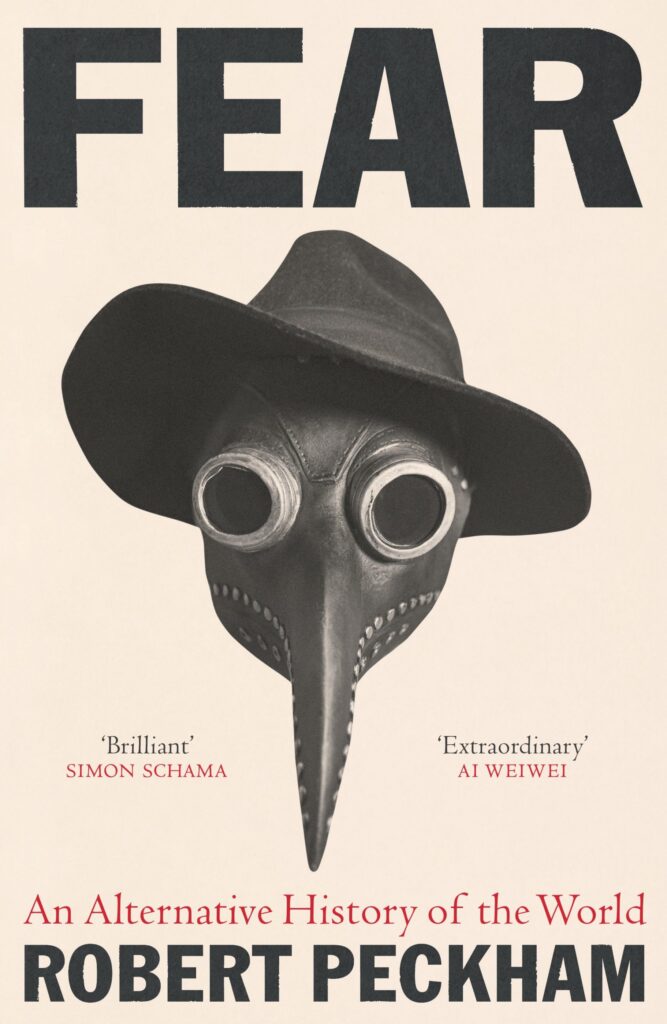 FEAR
‘Brilliant’
SIMON SCHAMA
‘Extraordinary’
AI WEIWEI
An Alternative History of the World
ROBERT PECKHAM